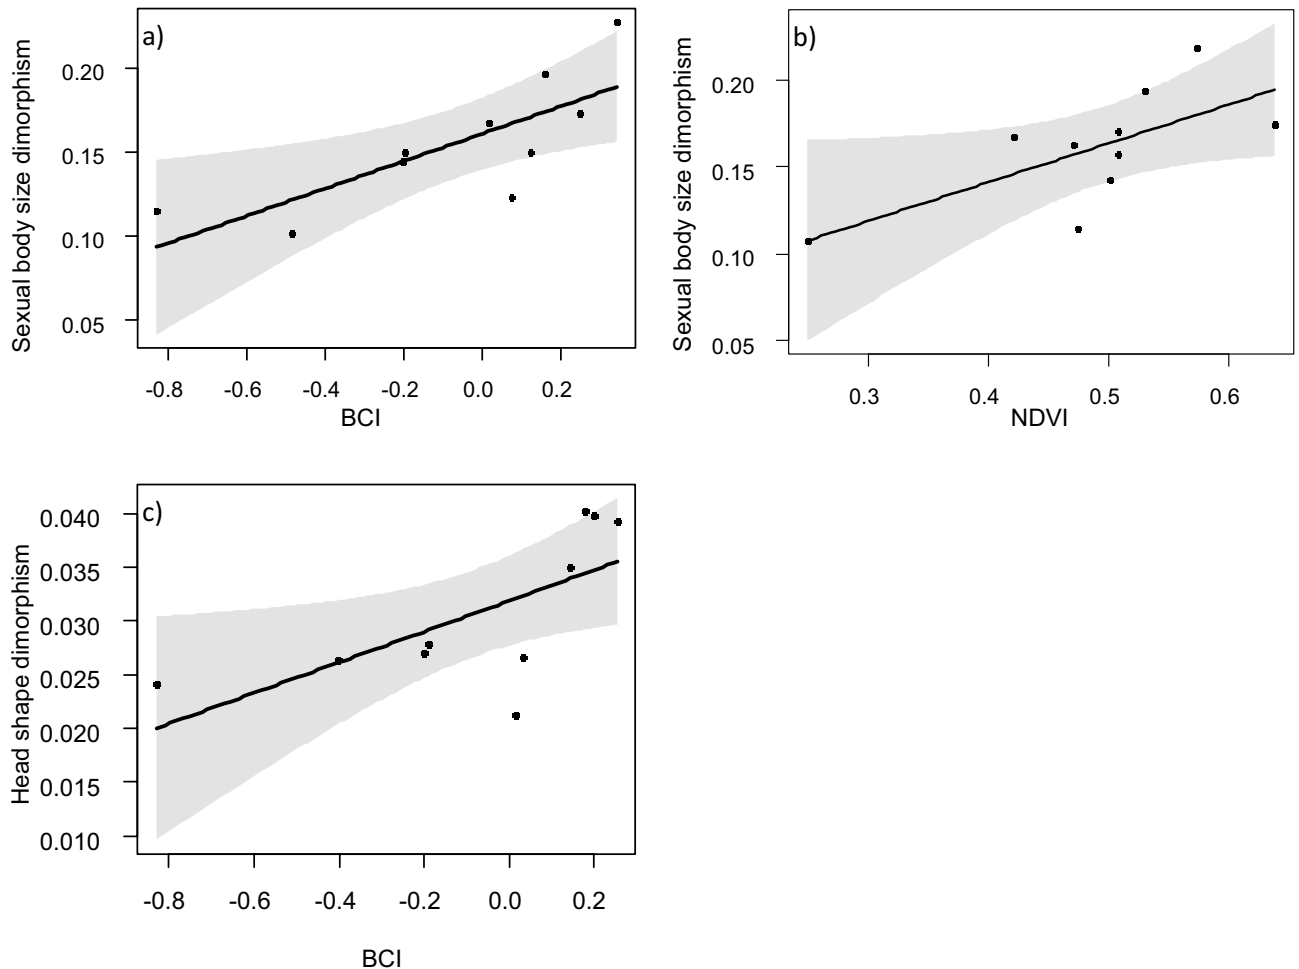 a)
Sexual body size dimorphism
0.20
0.15
0.10
0.05
-0.8 -0.6 -0.4 -0.2 0.0 0.2
BCI
b)
Sexual body size dimorphism
0.20
0.15
0.10
0.05
0.3 0.4 0.5 0.6
NDVI
c)
Head shape dimorphism
0.040
0.035
0.030
0.025
0.020
0.015
0.010
-0.8 -0.6 -0.4 -0.2 0.0 0.2
BCI